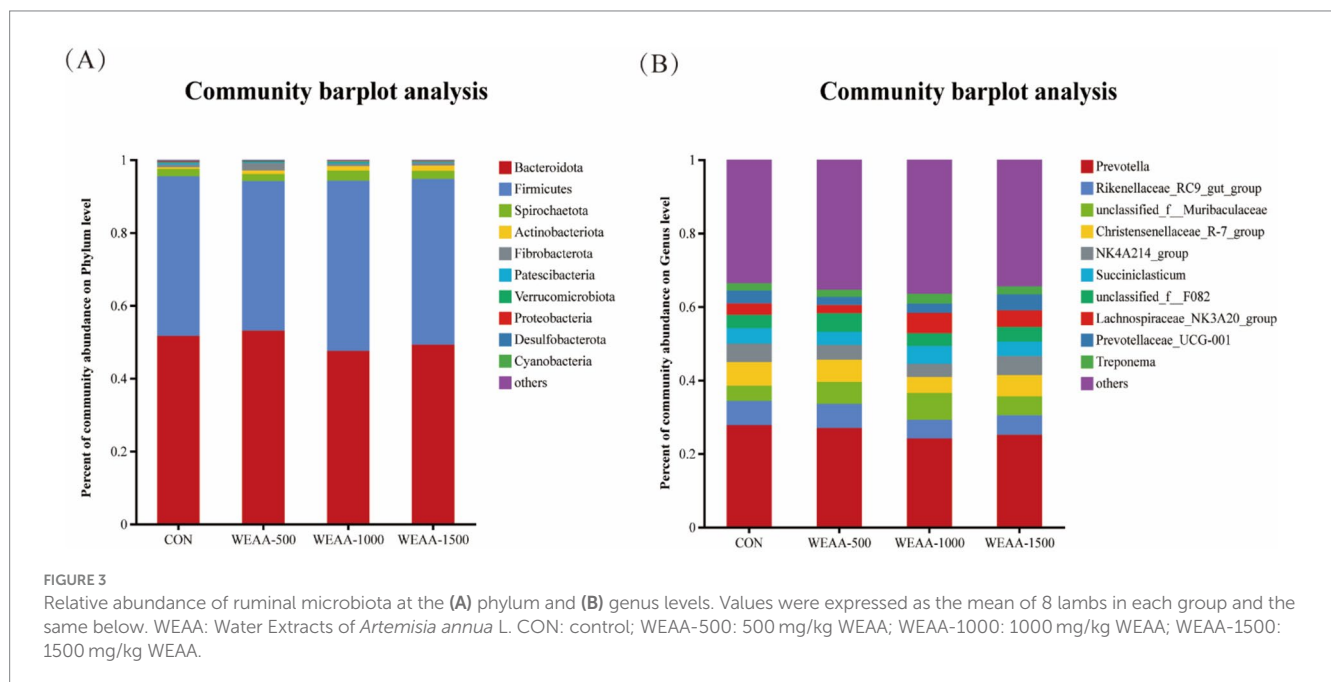 (A)
Community barplot analysis
Percent of community abundance on Phylum level
1
0.8
0.6
0.4
0.2
0
CON
WEAA-500
WEAA-1000
WEAA-1500
Bacteroidota
Firmicutes
Spirochaetota
Actinobacteriota
Fibrobacterota
Patescibacteria
Verrucomicrobiota
Proteobacteria
Desulfobacterota
Cyanobacteria
others
(B)
Community barplot analysis
Percent of community abundance on Genus level
1
0.8
0.6
0.4
0.2
0
CON
WEAA-500
WEAA-1000
WEAA-1500
Prevotella
Rikenellaceae_RC9_gut_group
unclassified_f__Muribaculaceae
Christensenellaceae_R-7_group
NK4A214_group
Succiniclasticum
unclassified_f__F082
Lachnospiraceae_NK3A20_group
Prevotellaceae_UCG-001
Treponema
others
FIGURE 3
Relative abundance of ruminal microbiota at the (A) phylum and (B) genus levels. Values were expressed as the mean of 8 lambs in each group and the
same below. WEAA: Water Extracts of Artemisia annua L. CON: control; WEAA-500: 500 mg/kg WEAA; WEAA-1000: 1000 mg/kg WEAA; WEAA-1500:
1500 mg/kg WEAA.